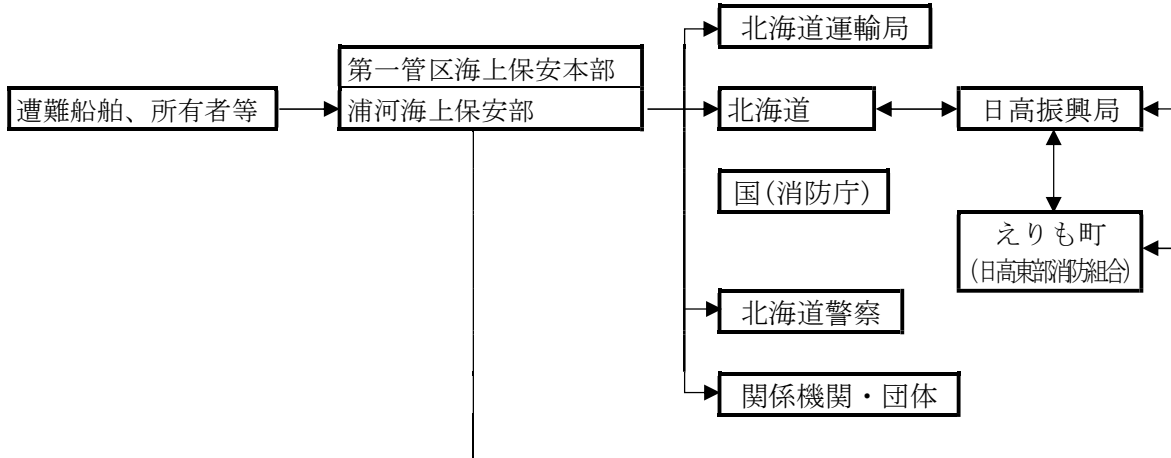 北海道運輸局
第一管区海上保安本部
遭難船舶、所有者等
浦河海上保安部
北海道
日高振興局
国(消防庁)
えりも町
(日高東部消防組合)
北海道警察
関係機関・団体